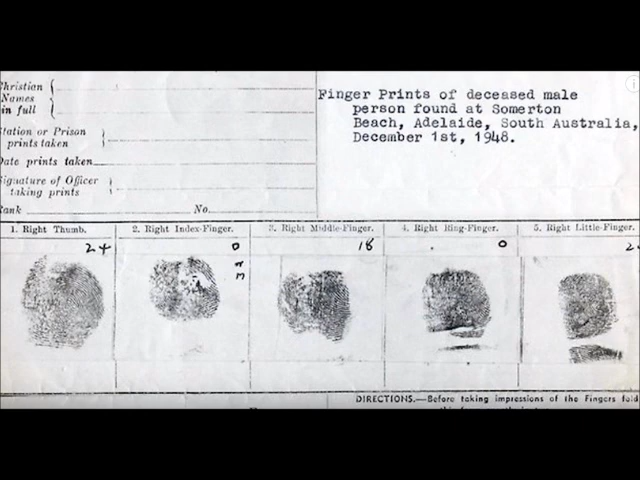 Christian
Names
in full
Station or Prison
prints taken
Date prints taken
Signature of Officer
taking prints
Rank No.
Finger Prints of deceased male
person found at Somerton
Beach, Adelaide, South Australia,
December 1st, 1948.
1. Right Thumb. 2. Right Index-Finger. 3. Right Middle-Finger. 4. Right Ring-Finger. 5. Right Little-Finger.
24 0 18 0
DIRECTIONS.—Before taking impressions of the Fingers fold